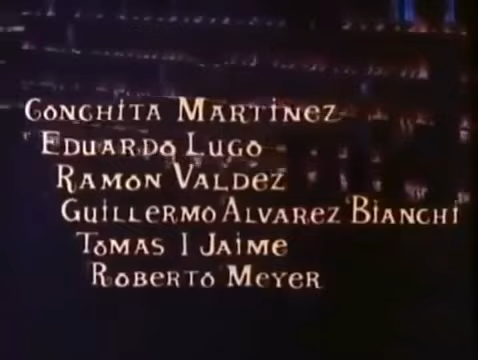 Conchita Martinez
Eduardo Lugo
Ramon Valdez
Guillermo Alvarez Bianchi
Tomas I Jaime
Roberto Meyer